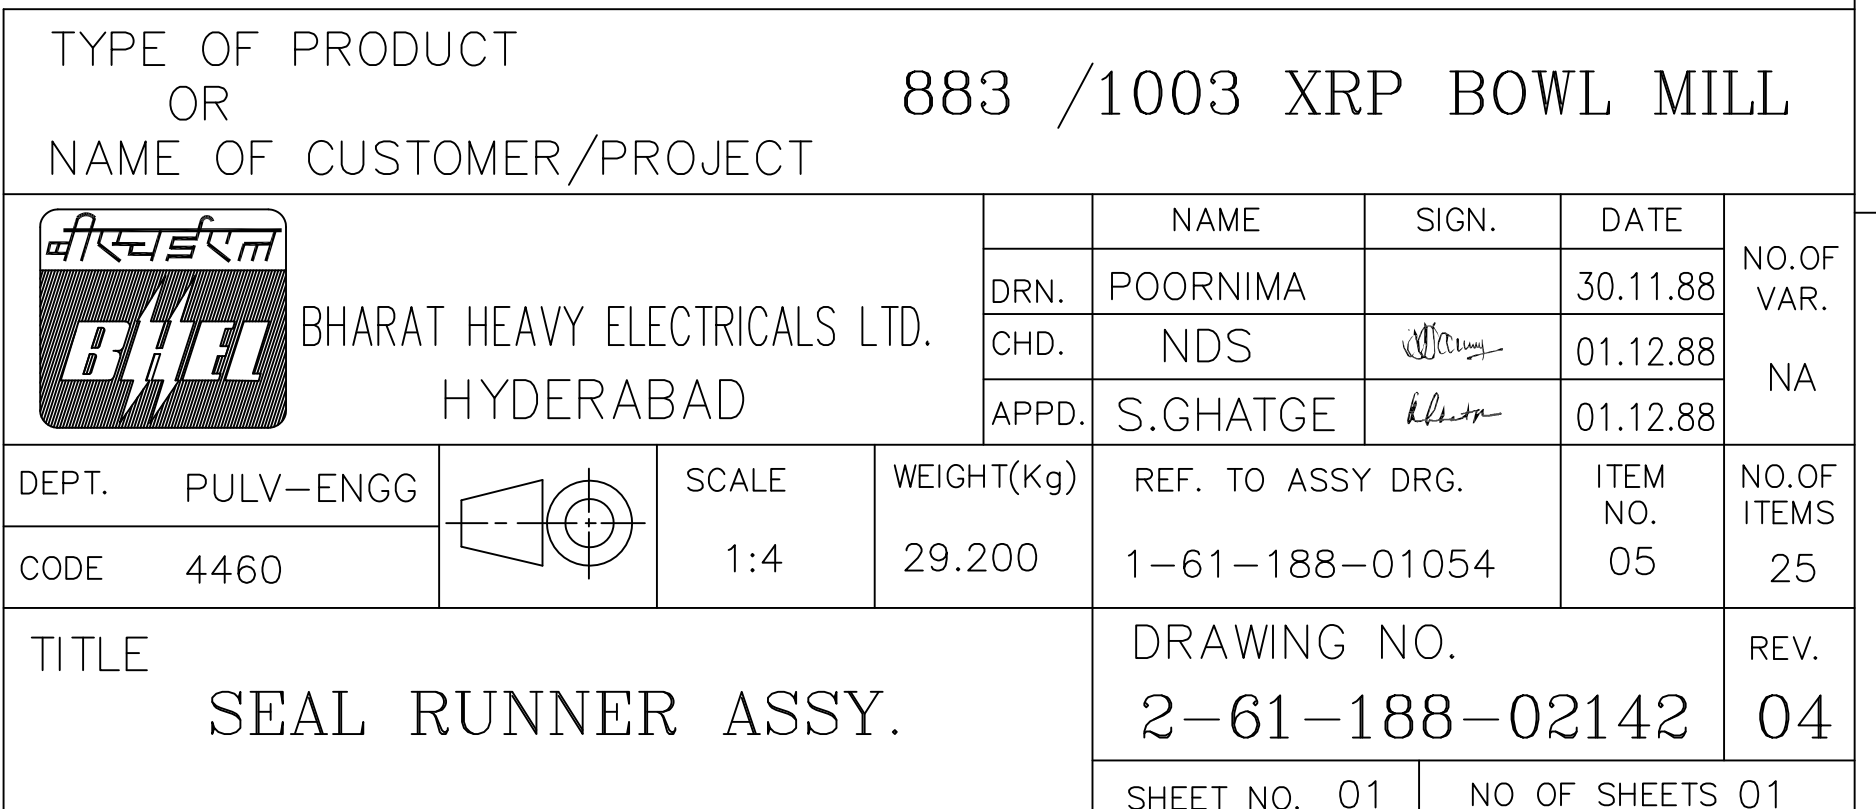 TYPE OF PRODUCT
OR
NAME OF CUSTOMER/PROJECT
883 /1003 XRP BOWL MILL
बीएचईएल
BHEL
BHARAT HEAVY ELECTRICALS LTD.
HYDERABAD
NAME SIGN. DATE
DRN. POORNIMA 30.11.88
CHD. NDS 01.12.88
APPD. S.GHATGE 01.12.88
NO.OF
VAR.
NA
DEPT. PULV-ENGG
CODE 4460
SCALE
1:4
WEIGHT(Kg)
29.200
REF. TO ASSY DRG.
1-61-188-01054
ITEM
NO.
05
NO.OF
ITEMS
25
TITLE
SEAL RUNNER ASSY.
DRAWING NO.
2-61-188-02142
REV.
04
SHEET NO. 01
NO OF SHEETS 01